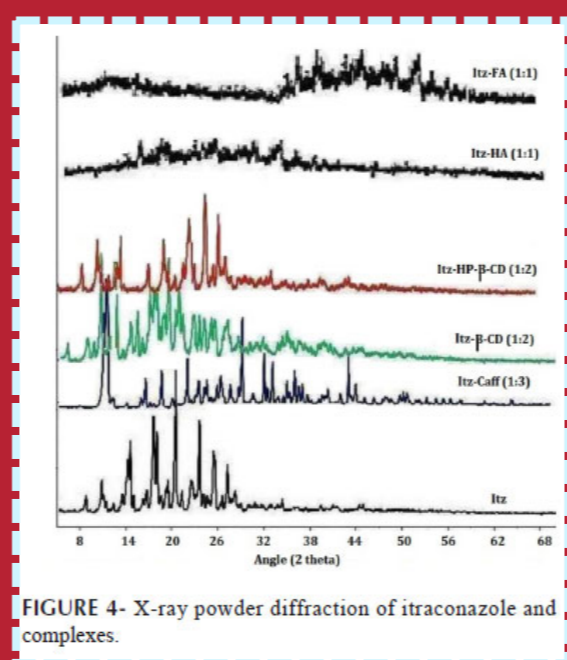 Itz-FA (1:1)
Itz-HA (1:1)
Itz-HP-β-CD (1:2)
Itz-β-CD (1:2)
Itz-Caff (1:3)
Itz
8 14 20 26 32 38 44 50 56 62 68
Angle (2 theta)
FIGURE 4- X-ray powder diffraction of itraconazole and
complexes.